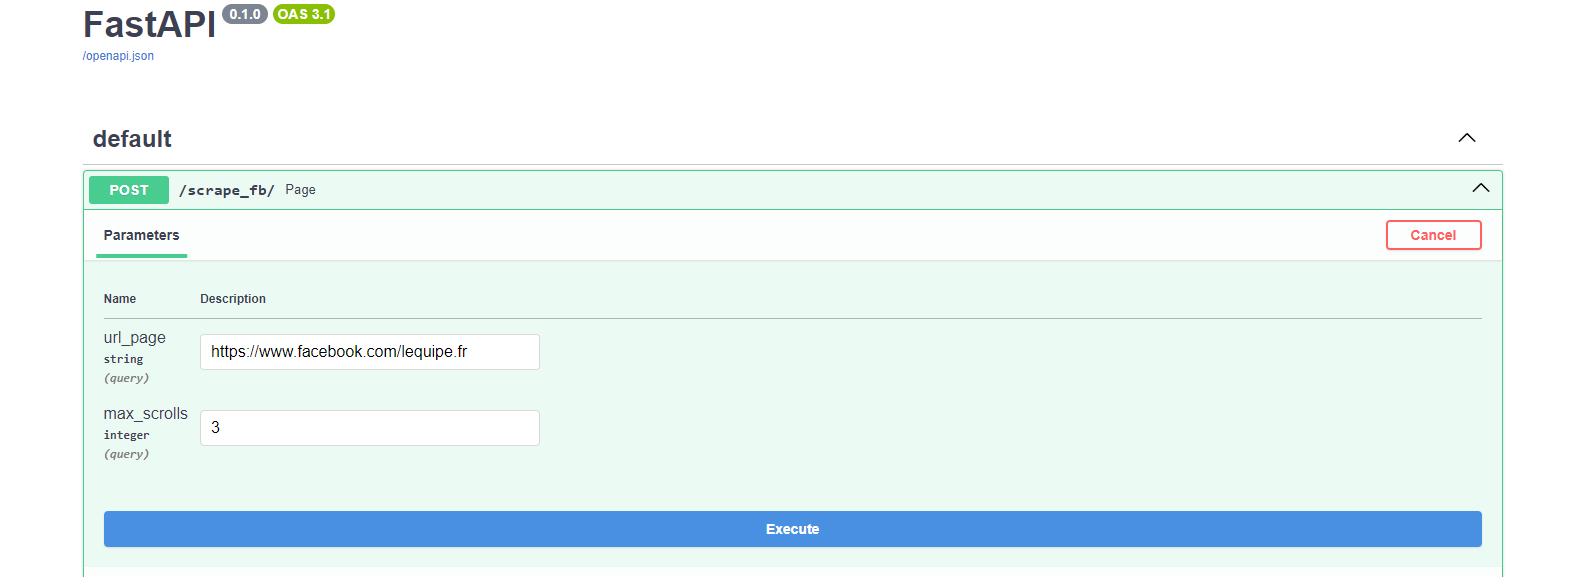 FastAPI 0.1.0 OAS 3.1
/openapi.json
default
POST /scrape_fb/ Page
Parameters Cancel
Name Description
url_page https://www.facebook.com/lequipe.fr
string
(query)
max_scrolls 3
integer
(query)
Execute